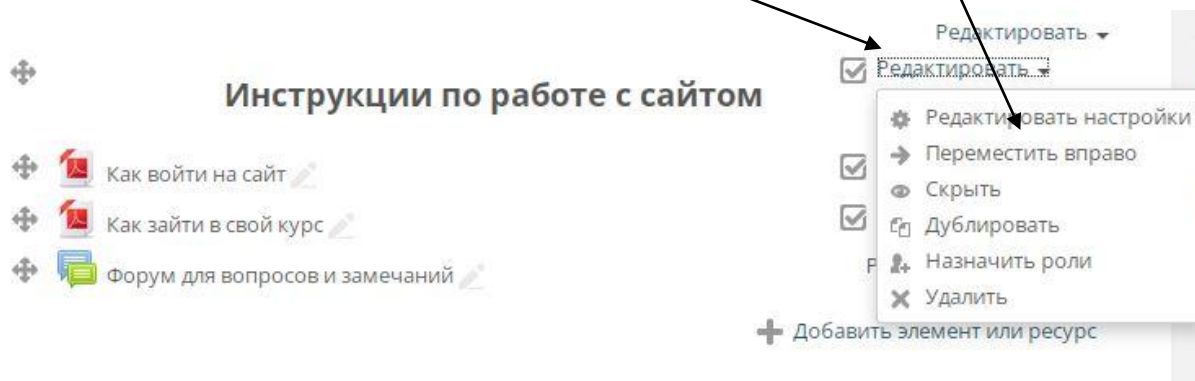 Редактировать
Редактировать
Инструкции по работе с сайтом
Редактировать настройки
Переместить вправо
Как войти на сайт
Скрыть
Как зайти в свой курс
Дублировать
Форум для вопросов и замечаний
Р
Назначить роли
Удалить
Добавить элемент или ресурс